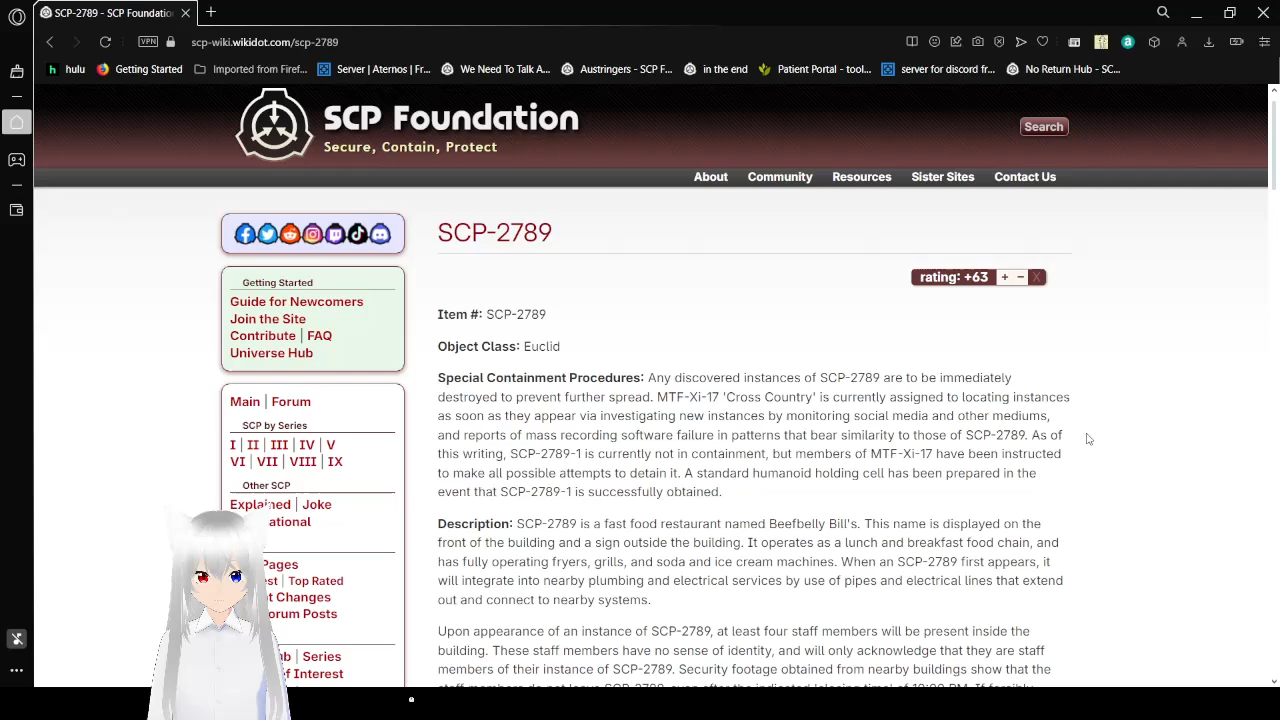 SCP-2789 - SCP Foundatio
VPN
scp-wiki.wikidot.com/scp-2789
hulu
Getting Started
Imported from Firef...
Server | Aternos | Fr...
We Need To Talk A...
Austringers - SCP F...
in the end
Patient Portal - tool...
server for discord fr...
No Return Hub - SC...
SCP Foundation
Secure, Contain, Protect
Search
About
Community
Resources
Sister Sites
Contact Us
Getting Started
Guide for Newcomers
Join the Site
Contribute | FAQ
Universe Hub
Main | Forum
SCP by Series
I | II | III | IV | V
VI | VII | VIII | IX
Other SCP
Explained | Joke
ational
Pages
est | Top Rated
t Changes
orum Posts
b | Series
f Interest
SCP-2789
rating: +63 + − X
Item #: SCP-2789
Object Class: Euclid
Special Containment Procedures: Any discovered instances of SCP-2789 are to be immediately
destroyed to prevent further spread. MTF-Xi-17 'Cross Country' is currently assigned to locating instances
as soon as they appear via investigating new instances by monitoring social media and other mediums,
and reports of mass recording software failure in patterns that bear similarity to those of SCP-2789. As of
this writing, SCP-2789-1 is currently not in containment, but members of MTF-Xi-17 have been instructed
to make all possible attempts to detain it. A standard humanoid holding cell has been prepared in the
event that SCP-2789-1 is successfully obtained.
Description: SCP-2789 is a fast food restaurant named Beefbelly Bill's. This name is displayed on the
front of the building and a sign outside the building. It operates as a lunch and breakfast food chain, and
has fully operating fryers, grills, and soda and ice cream machines. When an SCP-2789 first appears, it
will integrate into nearby plumbing and electrical services by use of pipes and electrical lines that extend
out and connect to nearby systems.
Upon appearance of an instance of SCP-2789, at least four staff members will be present inside the
building. These staff members have no sense of identity, and will only acknowledge that they are staff
members of their instance of SCP-2789. Security footage obtained from nearby buildings show that the